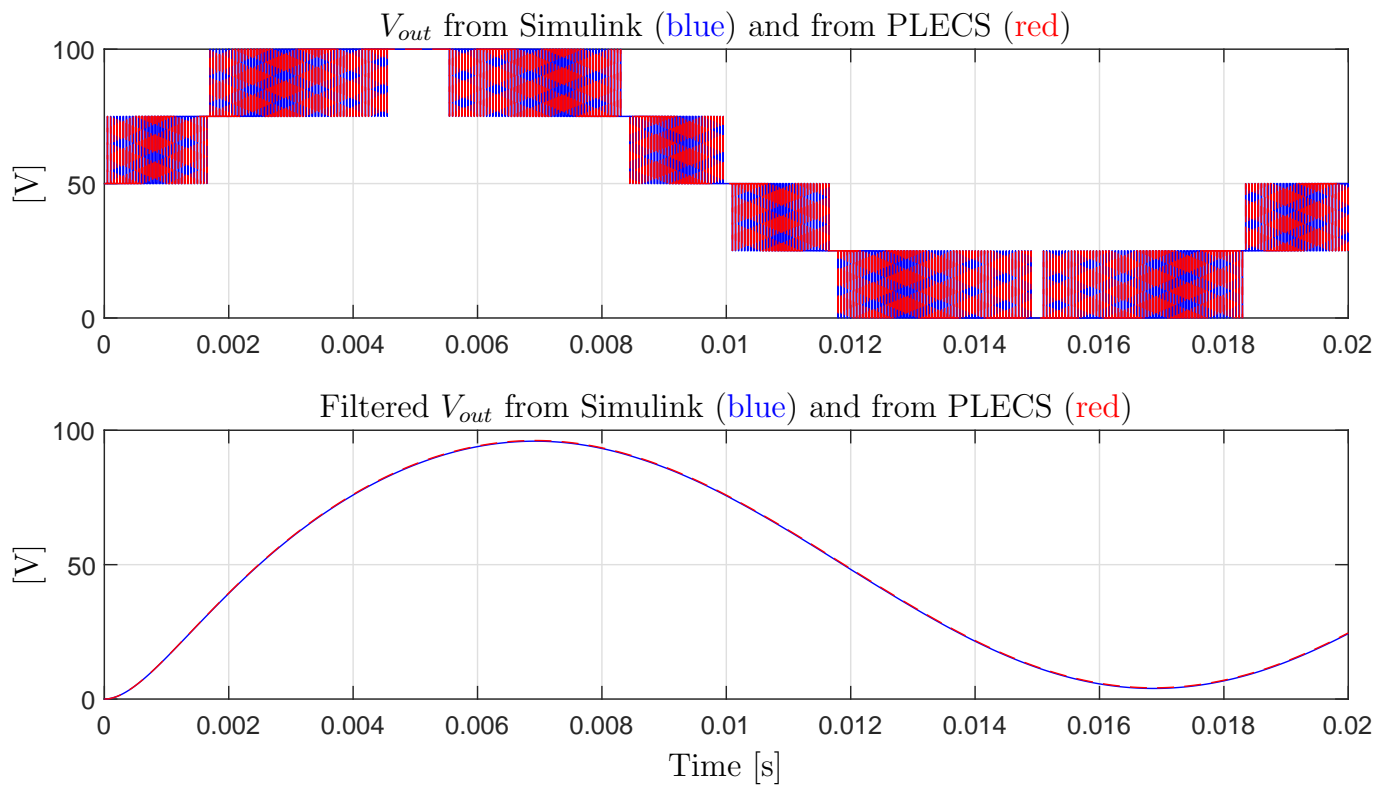 V_out from Simulink (blue) and from PLECS (red)
100
50
0
[V]
0 0.002 0.004 0.006 0.008 0.01 0.012 0.014 0.016 0.018 0.02
Filtered V_out from Simulink (blue) and from PLECS (red)
100
50
0
[V]
0 0.002 0.004 0.006 0.008 0.01 0.012 0.014 0.016 0.018 0.02
Time [s]